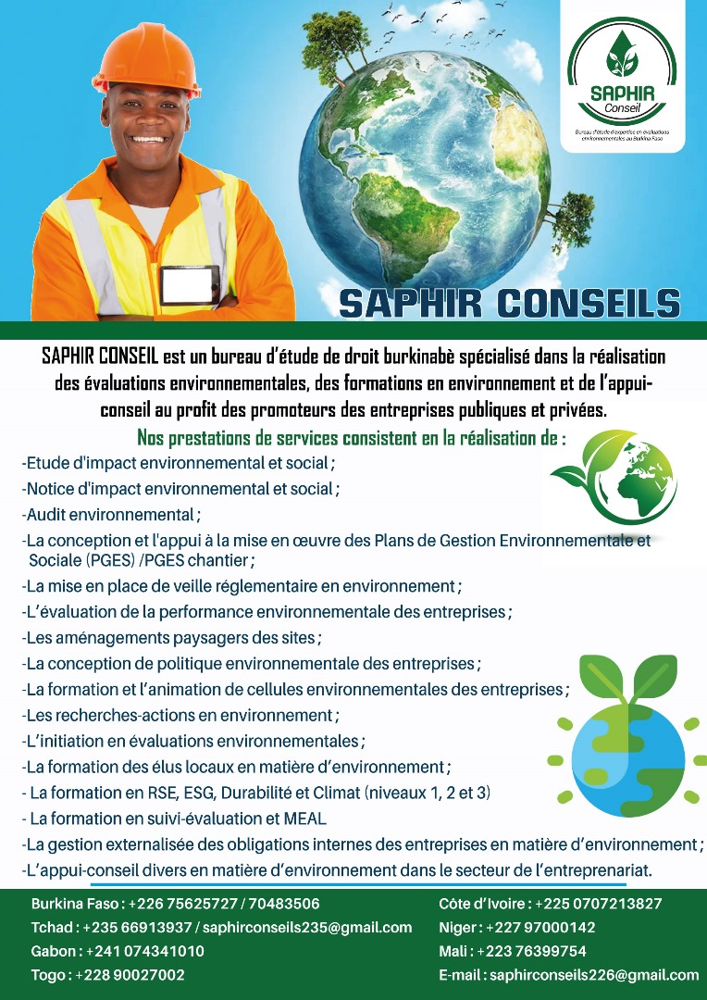 SAPHIR
Conseil
Bureau d'étude d'expertise en évaluations
environnementales au Burkina Faso
SAPHIR CONSEILS
SAPHIR CONSEIL est un bureau d'étude de droit burkinabè spécialisé dans la réalisation
des évaluations environnementales, des formations en environnement et de l'appui-
conseil au profit des promoteurs des entreprises publiques et privées.
Nos prestations de services consistent en la réalisation de :
-Etude d'impact environnemental et social ;
-Notice d'impact environnemental et social ;
-Audit environnemental ;
-La conception et l'appui à la mise en œuvre des Plans de Gestion Environnementale et
Sociale (PGES) /PGES chantier ;
-La mise en place de veille réglementaire en environnement ;
-L'évaluation de la performance environnementale des entreprises ;
-Les aménagements paysagers des sites ;
-La conception de politique environnementale des entreprises ;
-La formation et l'animation de cellules environnementales des entreprises ;
-Les recherches-actions en environnement ;
-L'initiation en évaluations environnementales ;
-La formation des élus locaux en matière d'environnement ;
- La formation en RSE, ESG, Durabilité et Climat (niveaux 1, 2 et 3)
- La formation en suivi-évaluation et MEAL
-La gestion externalisée des obligations internes des entreprises en matière d'environnement ;
-L'appui-conseil divers en matière d'environnement dans le secteur de l'entreprenariat.
Burkina Faso : +226 75625727 / 70483506
Tchad : +235 66913937 / saphirconseils235@gmail.com
Gabon : +241 074341010
Togo : +228 90027002
Côte d'Ivoire : +225 0707213827
Niger : +227 97000142
Mali : +223 76399754
E-mail : saphirconseils226@gmail.com